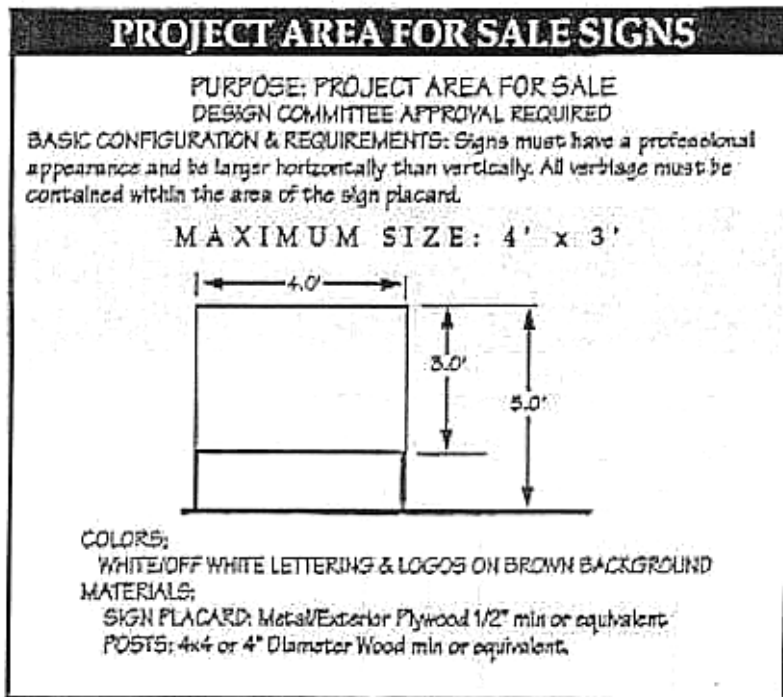 PROJECT AREA FOR SALE SIGNS
PURPOSE: PROJECT AREA FOR SALE
DESIGN COMMITTEE APPROVAL REQUIRED
BASIC CONFIGURATION & REQUIREMENTS: Signs must have a professional
appearance and be larger horizontally than vertically. All verbiage must be
contained within the area of the sign placard.
MAXIMUM SIZE: 4' x 3'
4.0'
3.0'
5.0'
COLORS:
WHITE/OFF WHITE LETTERING & LOGOS ON BROWN BACKGROUND
MATERIALS:
SIGN PLACARD: Metal/Exterior Plywood 1/2" min or equivalent
POSTS: 4x4 or 4" Diameter Wood min or equivalent.